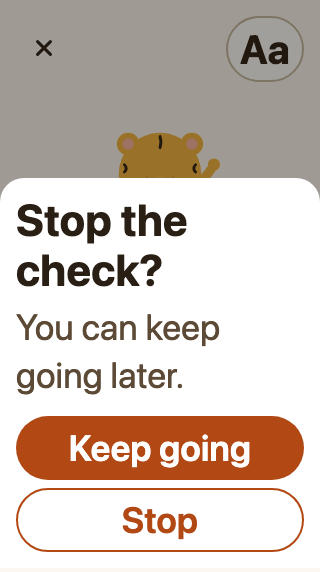 Aa
Stop the
check?
You can keep
going later.
Keep going
Stop